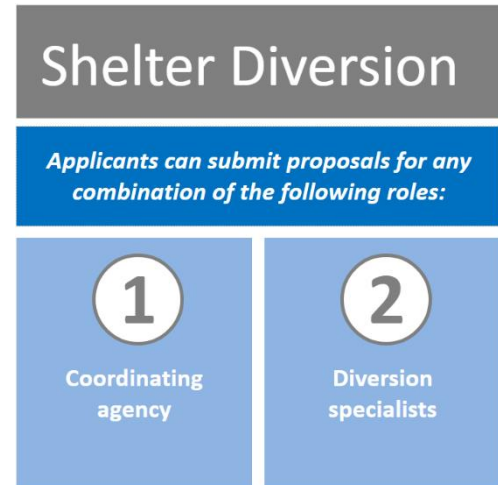 Shelter Diversion
Applicants can submit proposals for any
combination of the following roles:
1
Coordinating
agency
2
Diversion
specialists